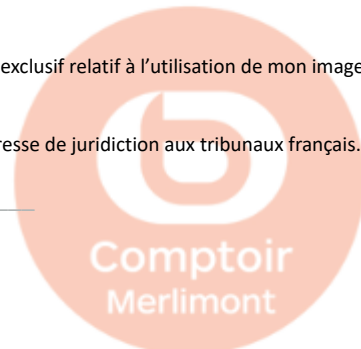 exclusif relatif à l’utilisation de mon image
resse de juridiction aux tribunaux français.
Comptoir
Merlimont